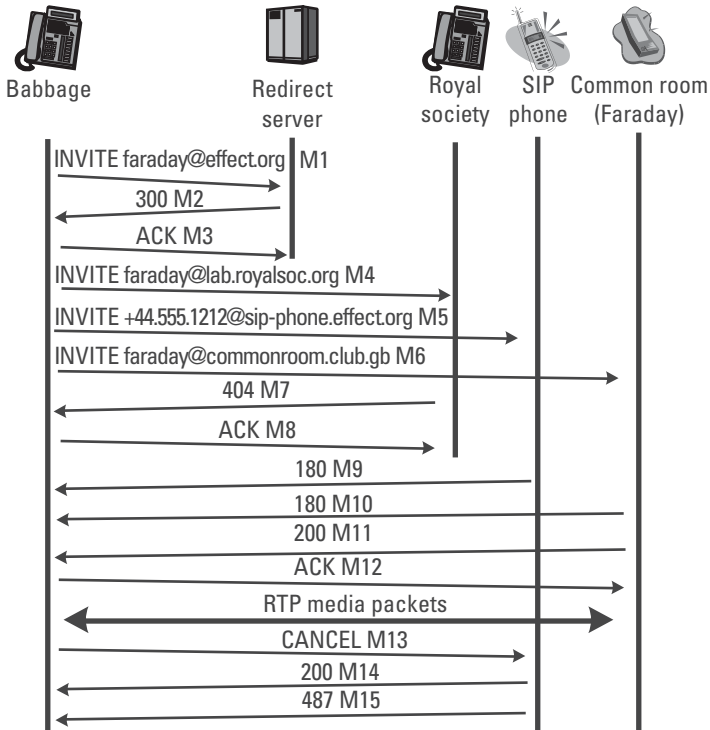 Babbage
Redirect
server
Royal
society
SIP
phone
Common room
(Faraday)
INVITE faraday@effect.org M1
300 M2
ACK M3
INVITE faraday@lab.royalsoc.org M4
INVITE +44.555.1212@sip-phone.effect.org M5
INVITE faraday@commonroom.club.gb M6
404 M7
ACK M8
180 M9
180 M10
200 M11
ACK M12
RTP media packets
CANCEL M13
200 M14
487 M15